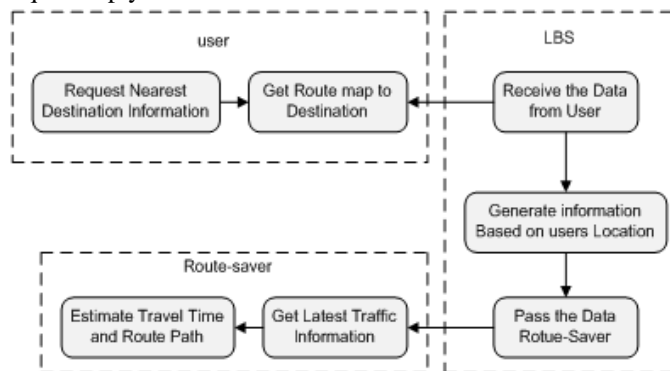 user
LBS
Request Nearest
Destination Information
Get Route map to
Destination
Receive the Data
from User
Generate information
Based on users Location
Route-saver
Estimate Travel Time
and Route Path
Get Latest Traffic
Information
Pass the Data
Rotue-Saver